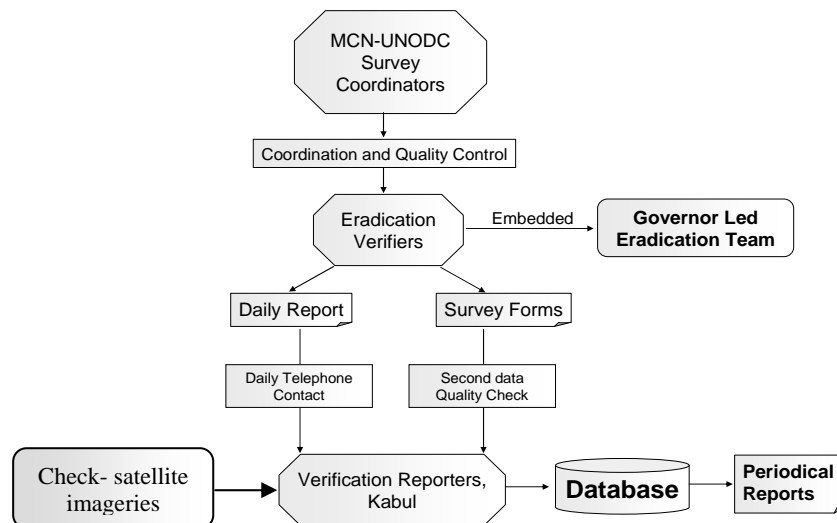 MCN-UNODC
Survey
Coordinators
Coordination and Quality Control
Eradication
Verifiers
Embedded
Governor Led
Eradication Team
Daily Report
Survey Forms
Daily Telephone
Contact
Second data
Quality Check
Check- satellite
imageries
Verification Reporters,
Kabul
Database
Periodical
Reports